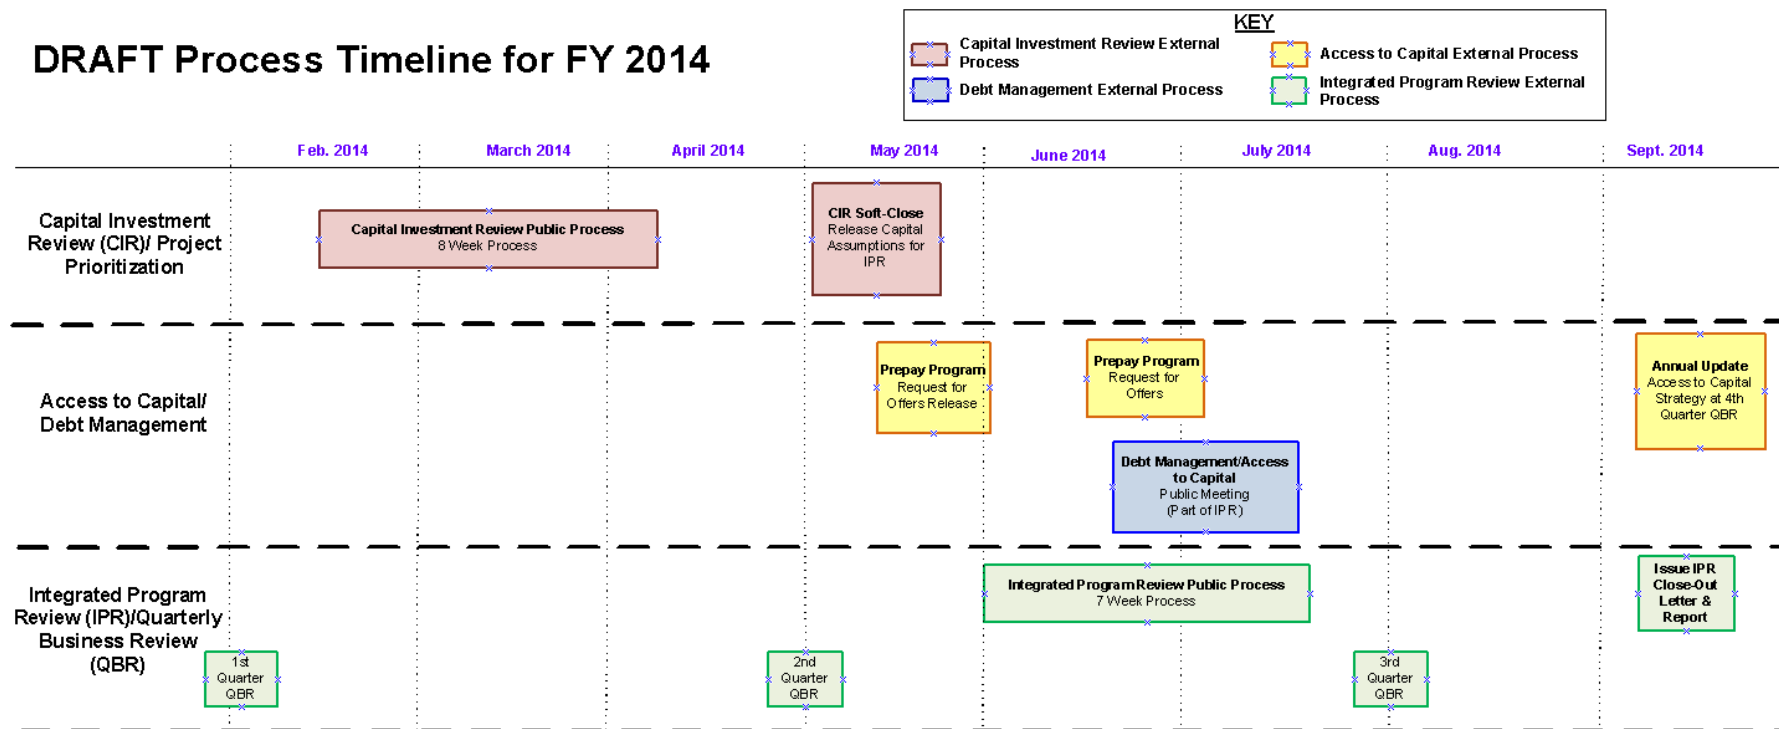 DRAFT Process Timeline for FY 2014
KEY
Capital Investment Review External
Process
Access to Capital External Process
Debt Management External Process
Integrated Program Review External
Process
Feb. 2014
March 2014
April 2014
May 2014
June 2014
July 2014
Aug. 2014
Sept. 2014
Capital Investment
Review (CIR)/ Project
Prioritization
Capital Investment Review Public Process
8 Week Process
CIR Soft-Close
Release Capital
Assumptions for
IPR
Access to Capital/
Debt Management
Prepay Program
Request for
Offers Release
Prepay Program
Request for
Offers
Debt Management/Access
to Capital
Public Meeting
(Part of IPR)
Annual Update
Access to Capital
Strategy at 4th
Quarter QBR
Integrated Program
Review (IPR)/Quarterly
Business Review
(QBR)
Integrated Program Review Public Process
7 Week Process
Issue IPR
Close-Out
Letter &
Report
1st
Quarter
QBR
2nd
Quarter
QBR
3rd
Quarter
QBR